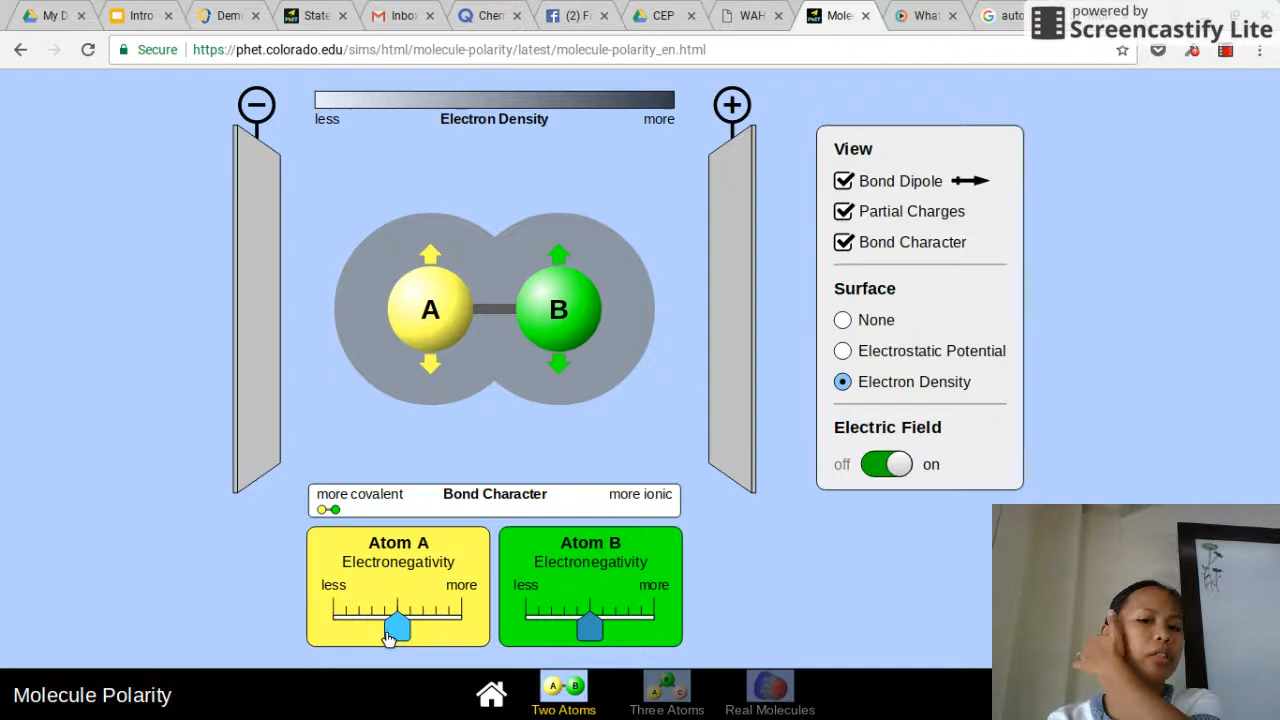 My D
Intro
Dem
State
Inbox
Chem
(2) F
CEP
WAH
Mole
What
auto
powered by
Screencastify Lite
Secure
https://phet.colorado.edu/sims/html/molecule-polarity/latest/molecule-polarity_en.html
less
Electron Density
more
View
Bond Dipole
Partial Charges
Bond Character
A
B
Surface
None
Electrostatic Potential
Electron Density
Electric Field
off
on
more covalent
Bond Character
more ionic
Atom A
Electronegativity
less
more
Atom B
Electronegativity
less
more
Molecule Polarity
A B
Two Atoms
A B C
Three Atoms
Real Molecules